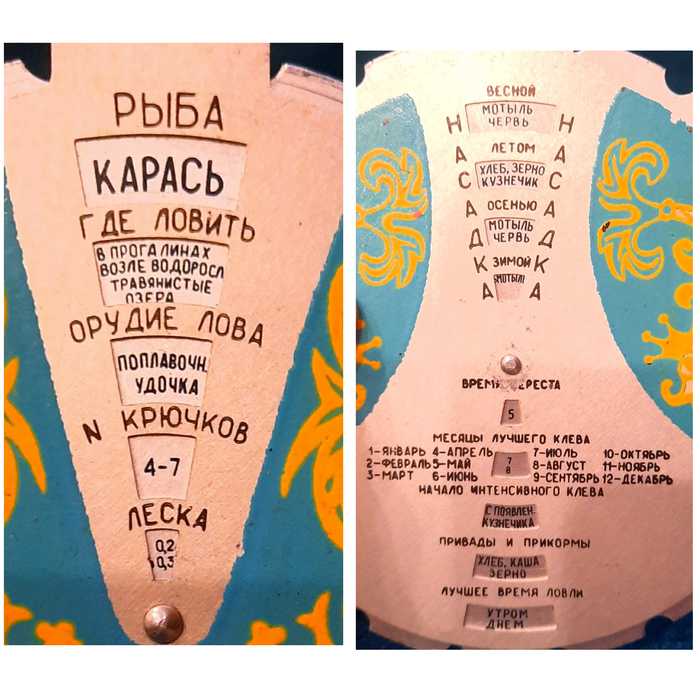 РЫБА
КАРАСЬ
ГДЕ ЛОВИТЬ
В ПРОГАЛИНАХ
ВОЗЛЕ ВОДОРОСЛ
ТРАВЯНИСТЫЕ
ОЗЕРА
ОРУДИЕ ЛОВА
ПОПЛАВОЧН.
УДОЧКА
N КРЮЧКОВ
4-7
ЛЕСКА
0,2
0,3
НАСАДКА
НАСАДКА
ВЕСНОЙ
МОТЫЛЬ
ЧЕРВЬ
ЛЕТОМ
ХЛЕБ, ЗЕРНО
КУЗНЕЧИК
ОСЕНЬЮ
МОТЫЛЬ
ЧЕРВЬ
ЗИМОЙ
МОТЫЛЬ
ВРЕМЯ НЕРЕСТА
5
МЕСЯЦЫ ЛУЧШЕГО КЛЕВА
1-ЯНВАРЬ 4-АПРЕЛЬ 7-ИЮЛЬ 10-ОКТЯБРЬ
2-ФЕВРАЛЬ 5-МАЙ 8-АВГУСТ 11-НОЯБРЬ
3-МАРТ 6-ИЮНЬ 9-СЕНТЯБРЬ 12-ДЕКАБРЬ
7
8
НАЧАЛО ИНТЕНСИВНОГО КЛЕВА
С ПОЯВЛЕН.
КУЗНЕЧИКА
ПРИВАДЫ И ПРИКОРМЫ
ХЛЕБ, КАША
ЗЕРНО
ЛУЧШЕЕ ВРЕМЯ ЛОВЛИ
УТРОМ
ДНЕМ